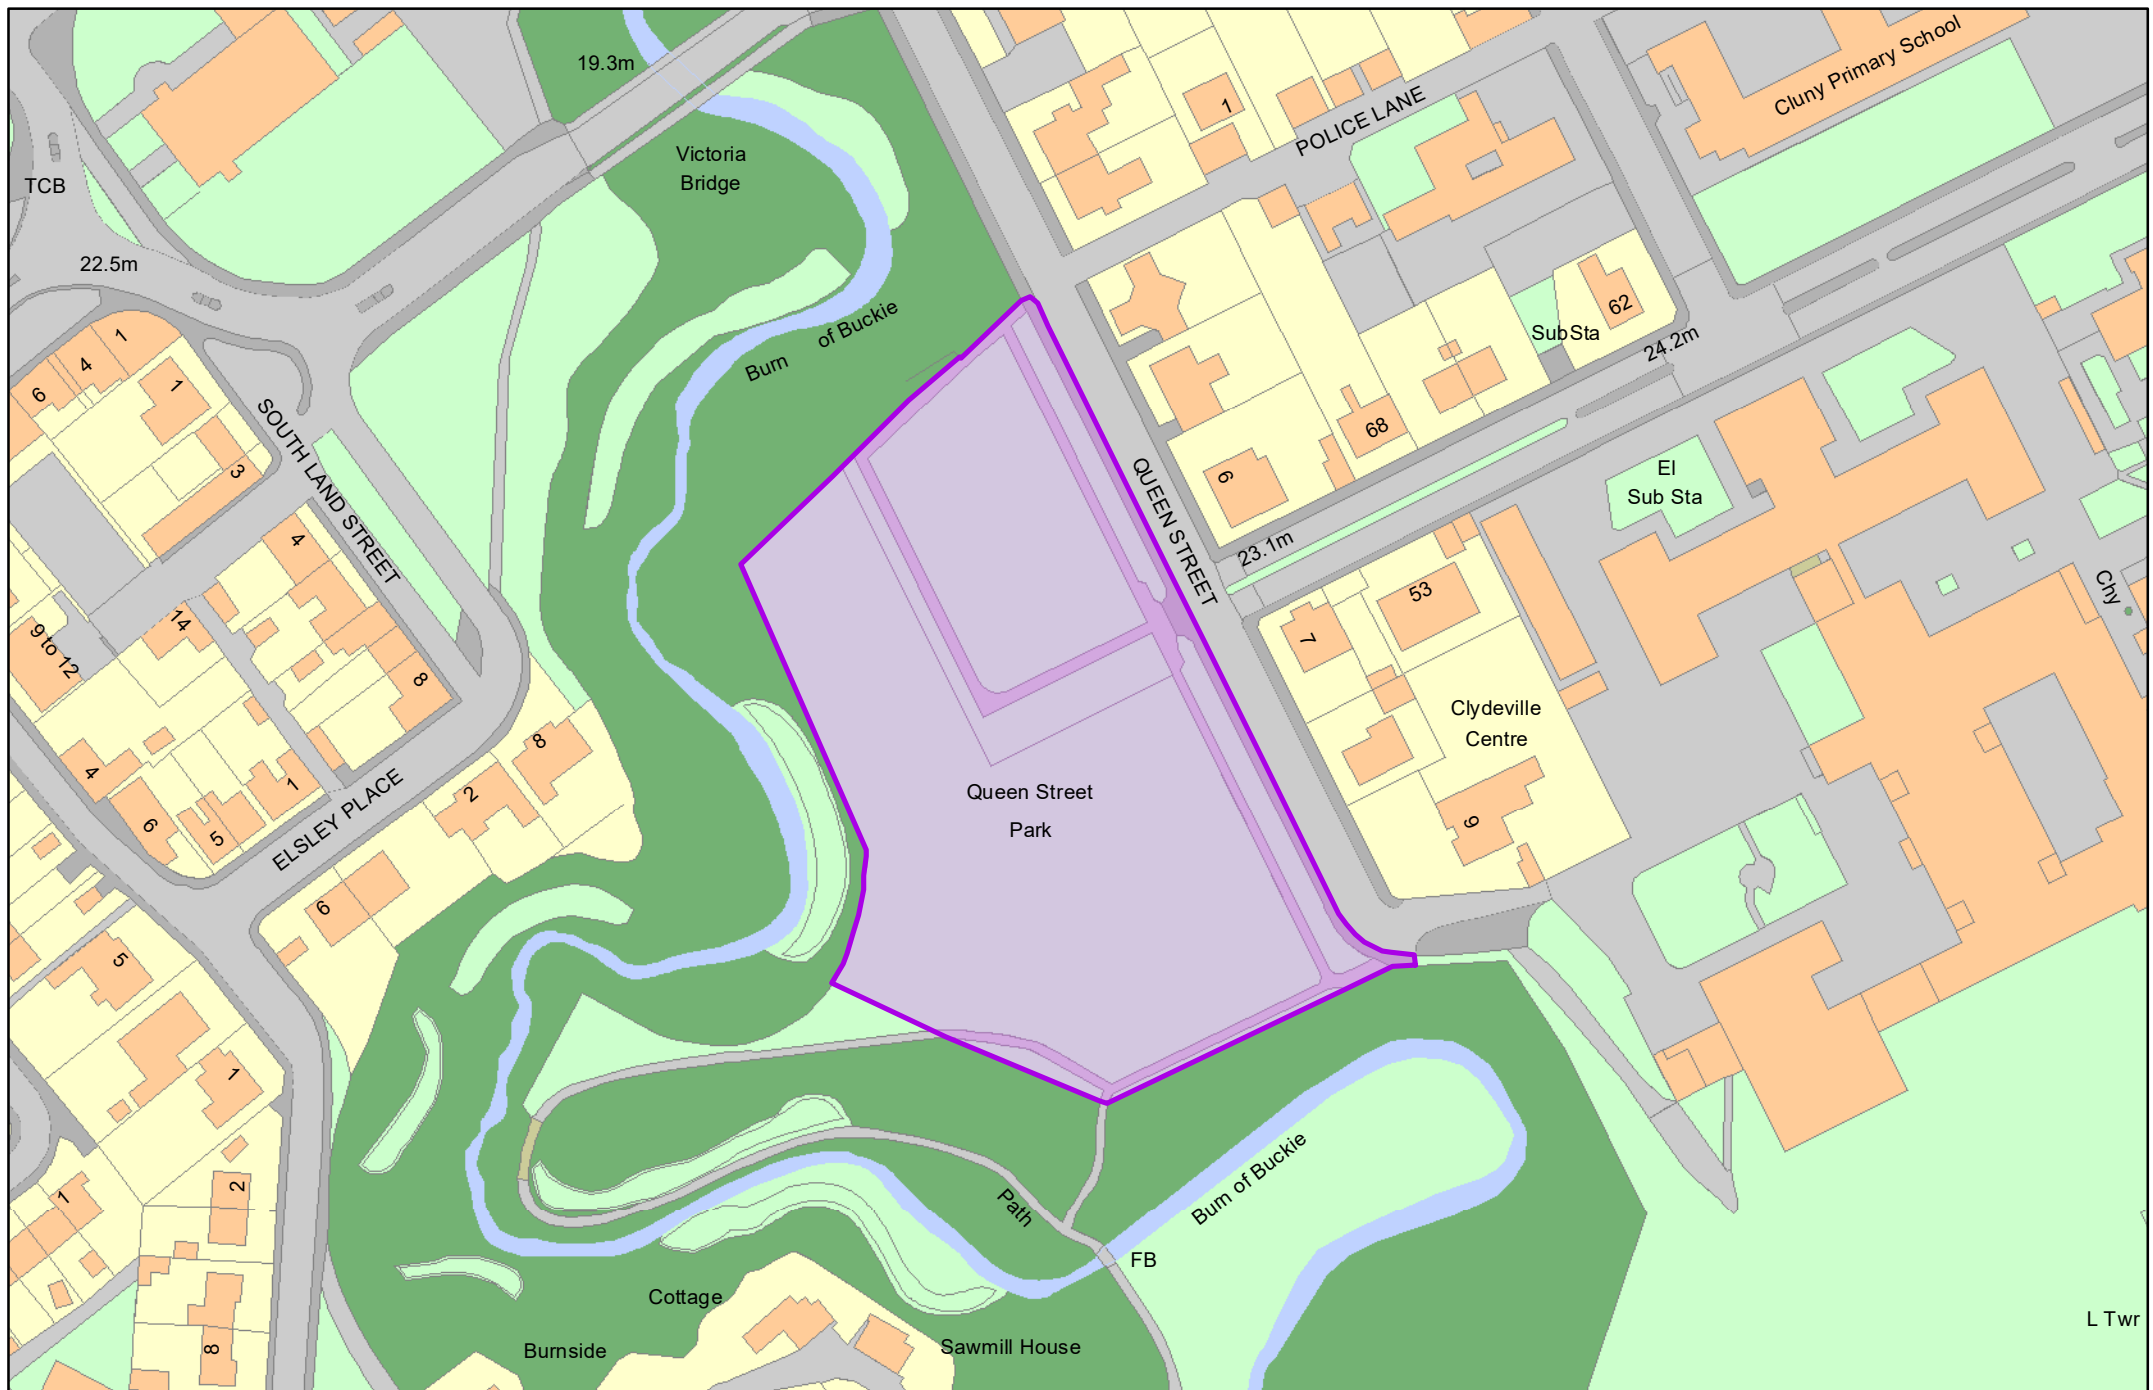 19.3m
Cluny Primary School
1
POLICE LANE
Victoria
Bridge
TCB
22.5m
62
SubSta
24.2m
Burn
of Buckie
1
4
6
1
3
SOUTH LAND STREET
68
6
QUEEN STREET
El
Sub Sta
23.1m
4
53
Chy
14
9 to 12
7
8
Clydeville
Centre
8
4
1
2
6
5
ELSLEY PLACE
Queen Street
Park
9
6
5
1
Burn of Buckie
1
2
Path
FB
Cottage
L Twr
8
Burnside
Sawmill House